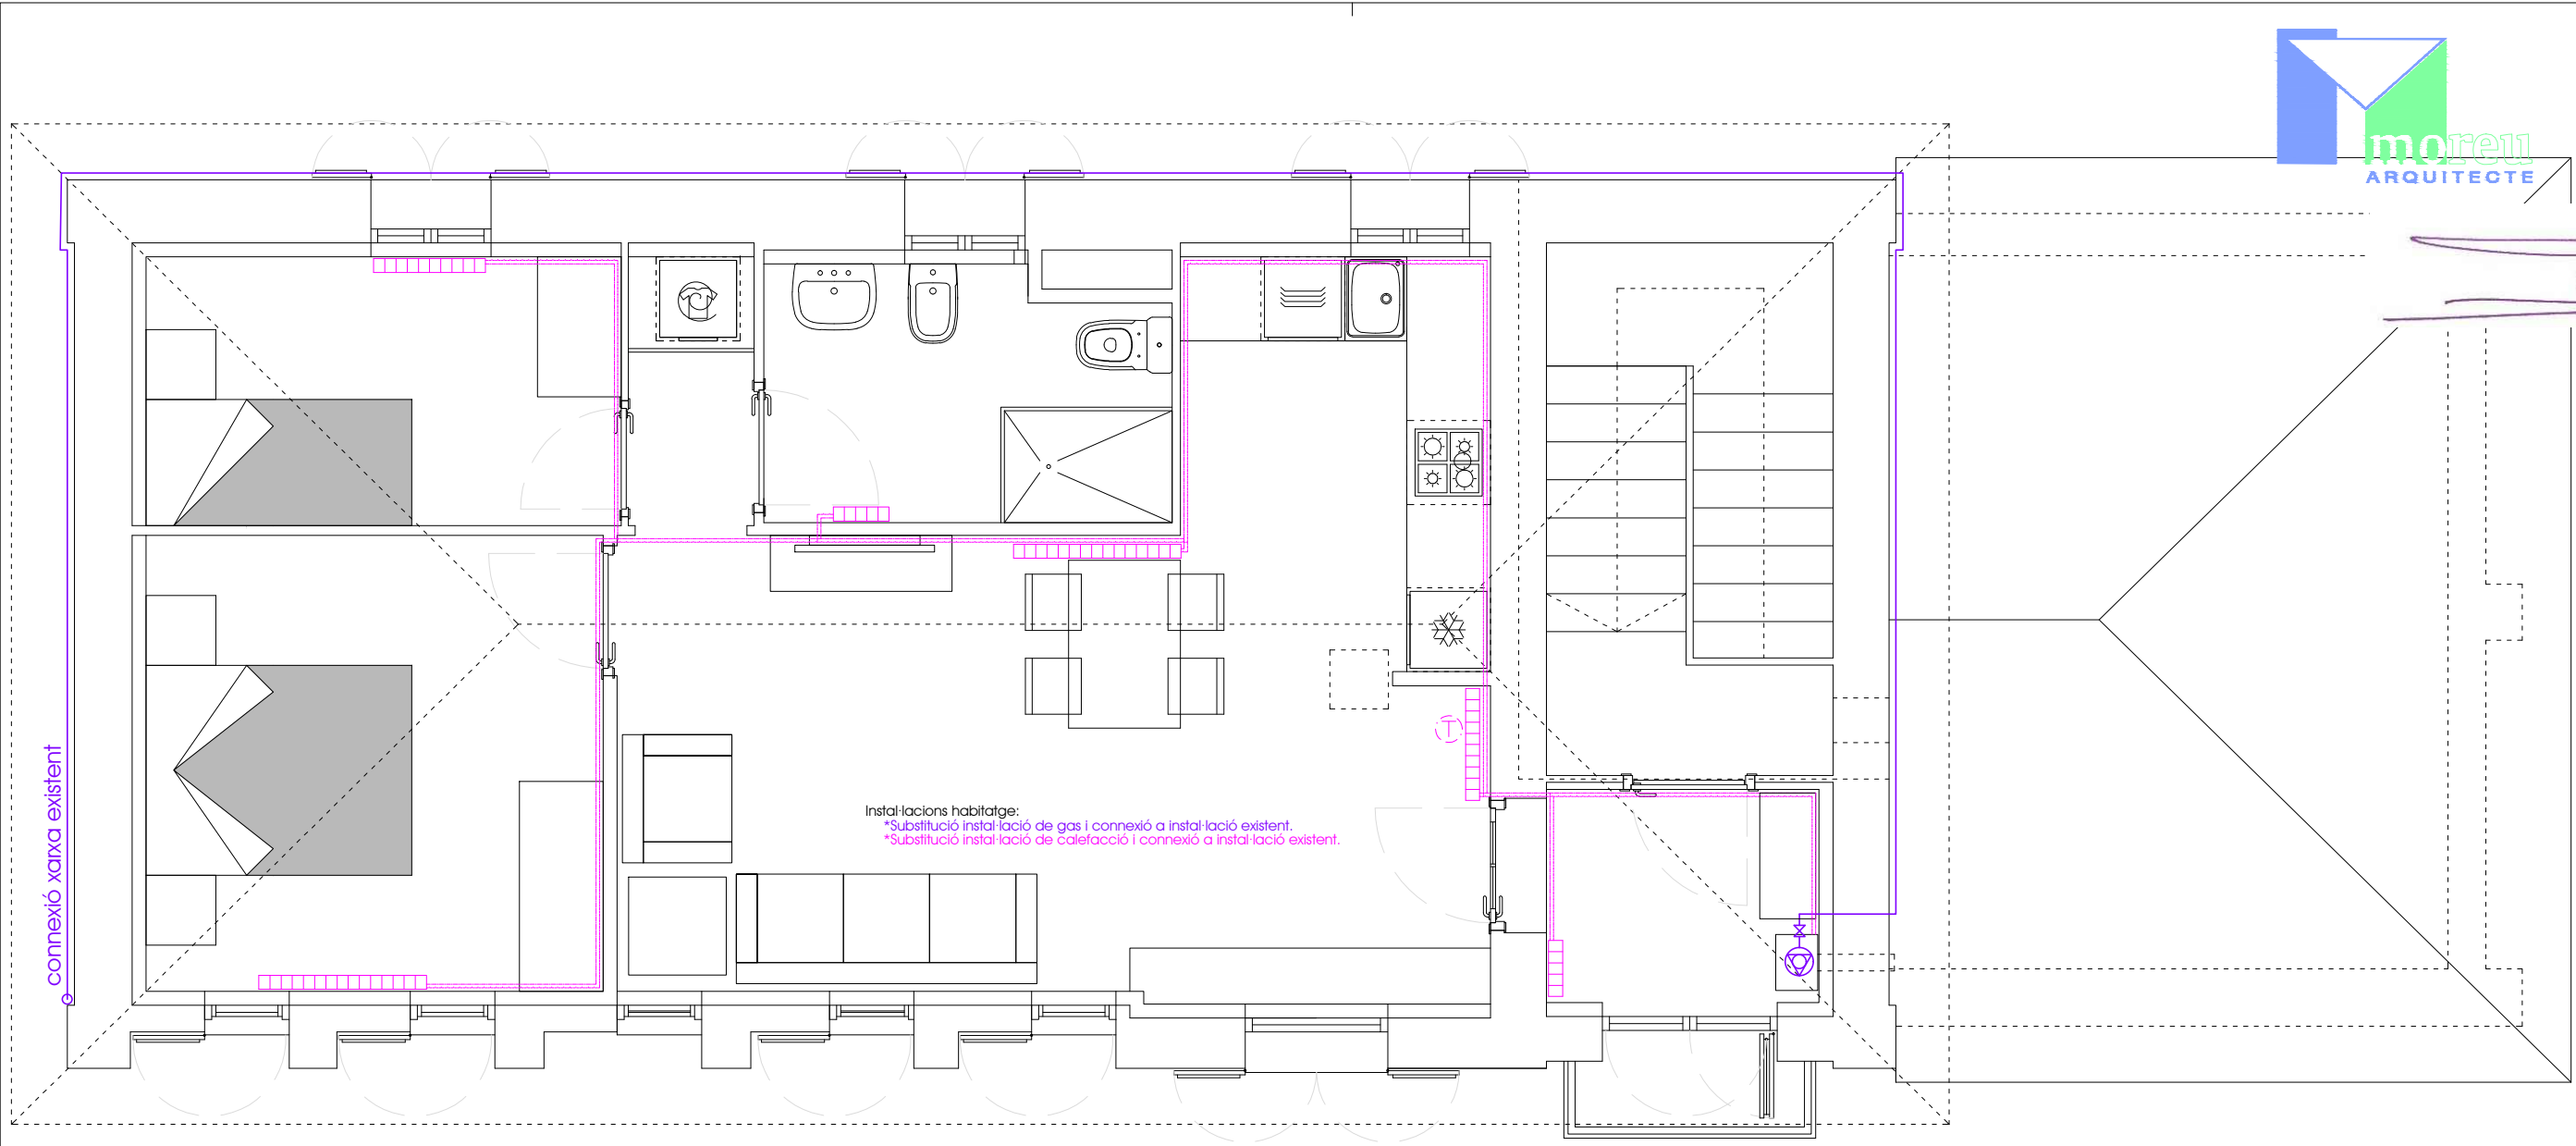 moreu
ARQUITECTE
connexió xarxa existent
T
Instal·lacions habitatge:
*Substitució instal·lació de gas i connexió a instal·lació existent.
*Substitució instal·lació de calefacció i connexió a instal·lació existent.